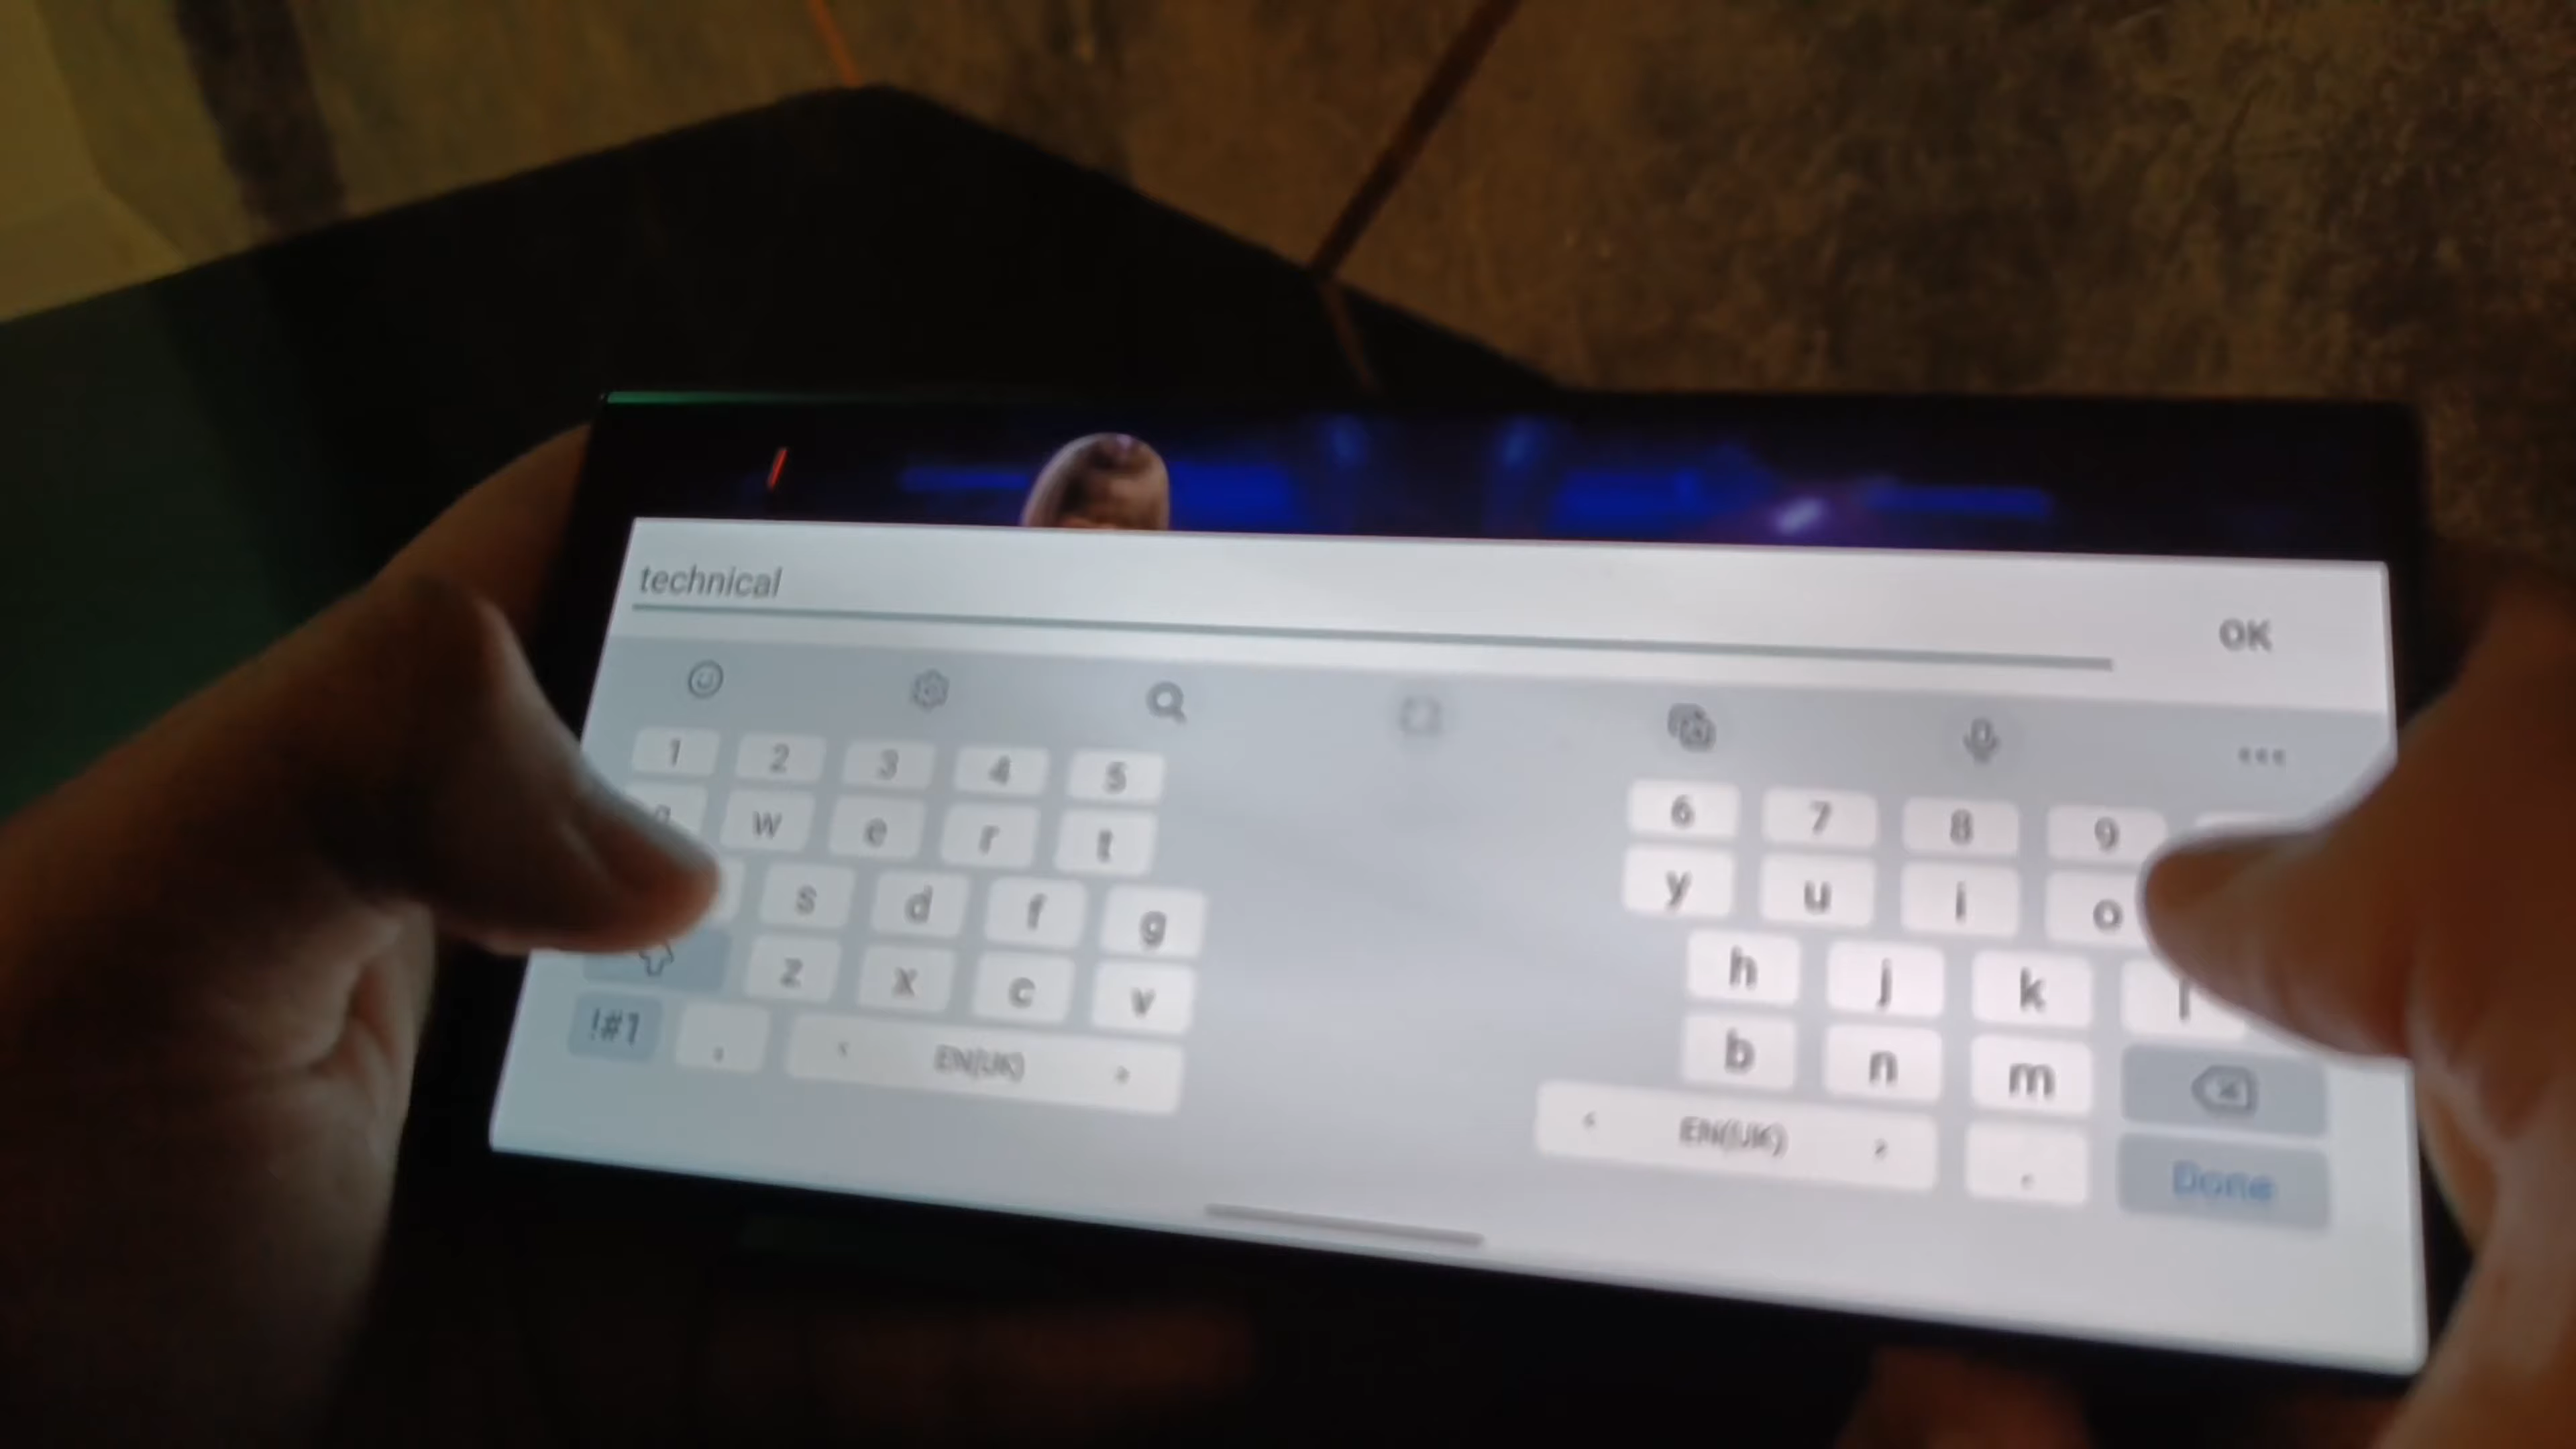 technical
OK
1 2 3 4 5 6 7 8 9
w e r t y u i o
s d f g h j k l
z x c v b n m
!#1 , < EN(UK) > < EN(UK) > . Done